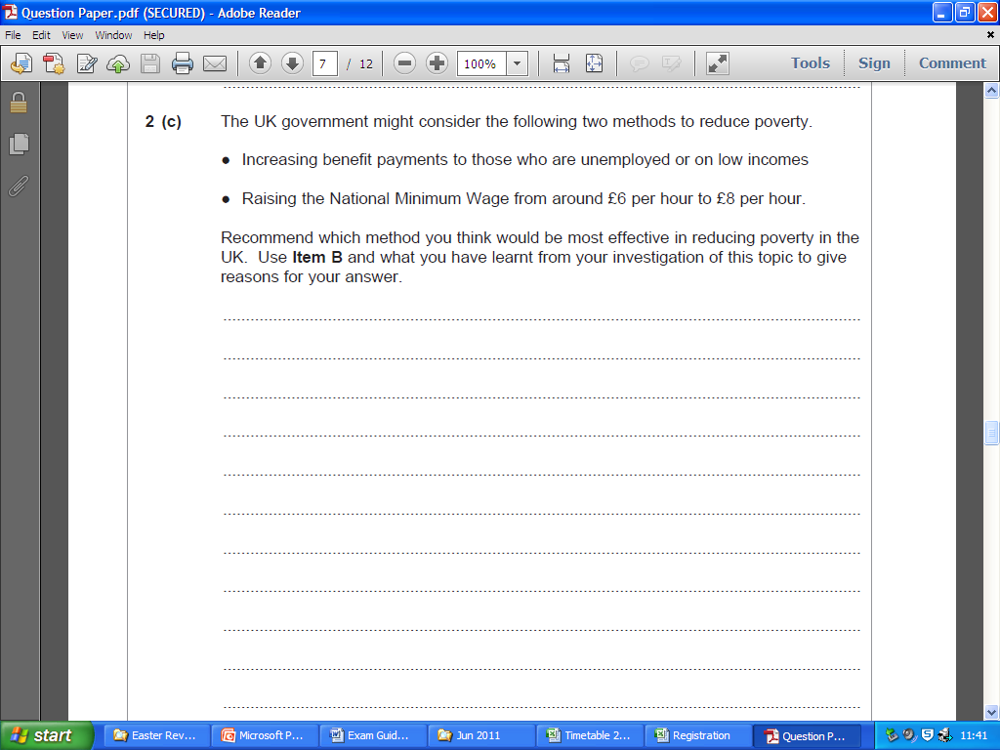 Question Paper.pdf (SECURED) - Adobe Reader
File Edit View Window Help
7 / 12 100% Tools Sign Comment
2 (c) The UK government might consider the following two methods to reduce poverty.
• Increasing benefit payments to those who are unemployed or on low incomes
• Raising the National Minimum Wage from around £6 per hour to £8 per hour.
Recommend which method you think would be most effective in reducing poverty in the
UK. Use Item B and what you have learnt from your investigation of this topic to give
reasons for your answer.
start Easter Rev... Microsoft P... Exam Guid... Jun 2011 Timetable 2... Registration Question P... 11:41